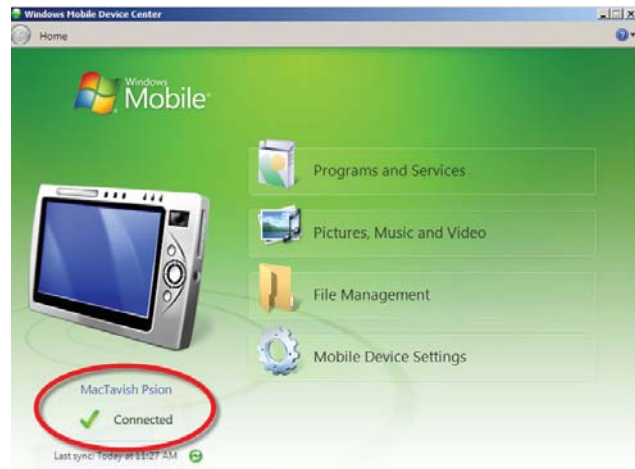 Windows Mobile Device Center
Home
Windows
Mobile
Programs and Services
Pictures, Music and Video
File Management
Mobile Device Settings
MacTavish Psion
Connected
Last sync: Today at 11:27 AM